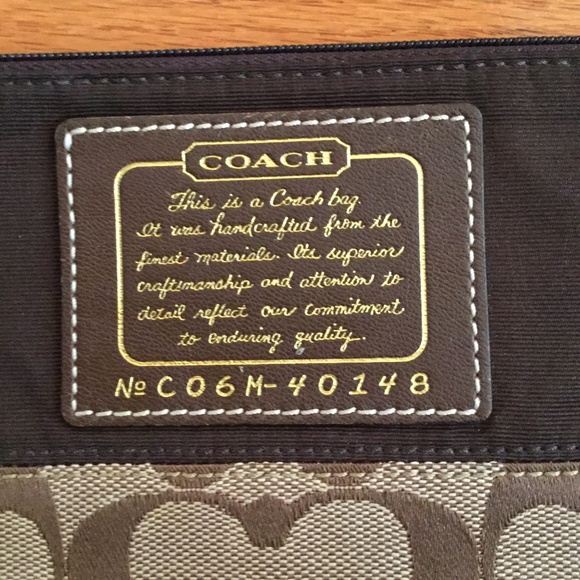 COACH
This is a Coach bag.
It was handcrafted from the
finest materials. Its superior
craftsmanship and attention to
detail reflect our commitment
to enduring quality.
No C06M-40148